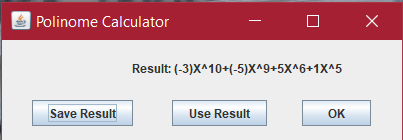 Polinome Calculator
Result: (-3)X^10+(-5)X^9+5X^6+1X^5
Save Result Use Result OK